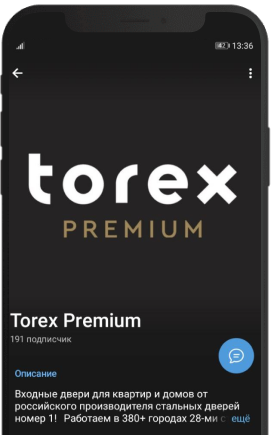 13:36
torex
PREMIUM
Torex Premium
191 подписчик
Описание
Входные двери для квартир и домов от
российского производителя стальных дверей
номер 1! Работаем в 380+ городах 28-ми с ещё